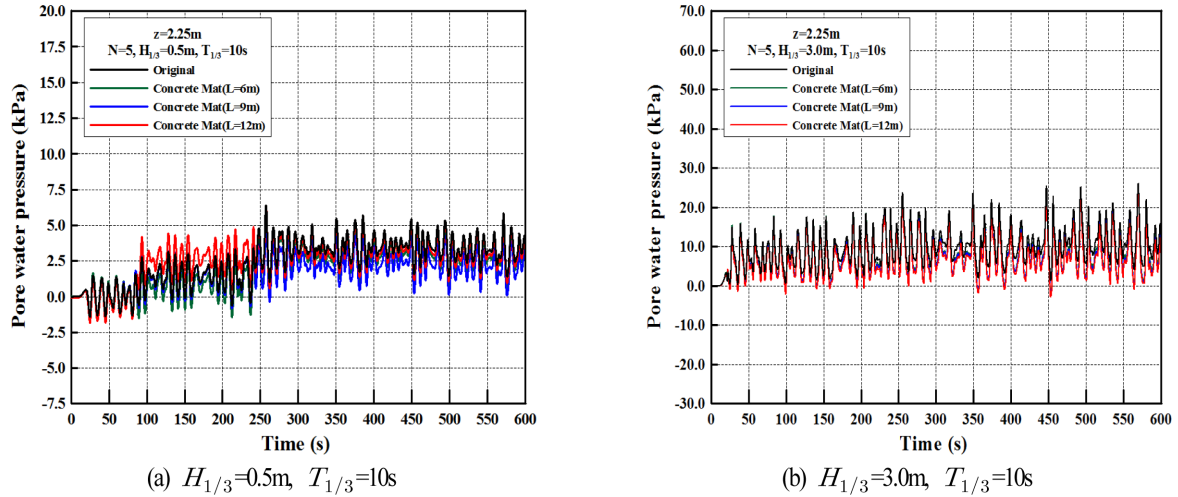 z=2.25m
N=5, H1/3=0.5m, T1/3=10s
Original
Concrete Mat(L=6m)
Concrete Mat(L=9m)
Concrete Mat(L=12m)
Pore water pressure (kPa)
20.0
17.5
15.0
12.5
10.0
7.5
5.0
2.5
0.0
-2.5
-5.0
-7.5
0 50 100 150 200 250 300 350 400 450 500 550 600
Time (s)
(a) H1/3=0.5m, T1/3=10s
z=2.25m
N=5, H1/3=3.0m, T1/3=10s
Original
Concrete Mat(L=6m)
Concrete Mat(L=9m)
Concrete Mat(L=12m)
Pore water pressure (kPa)
70.0
60.0
50.0
40.0
30.0
20.0
10.0
0.0
-10.0
-20.0
-30.0
0 50 100 150 200 250 300 350 400 450 500 550 600
Time (s)
(b) H1/3=3.0m, T1/3=10s